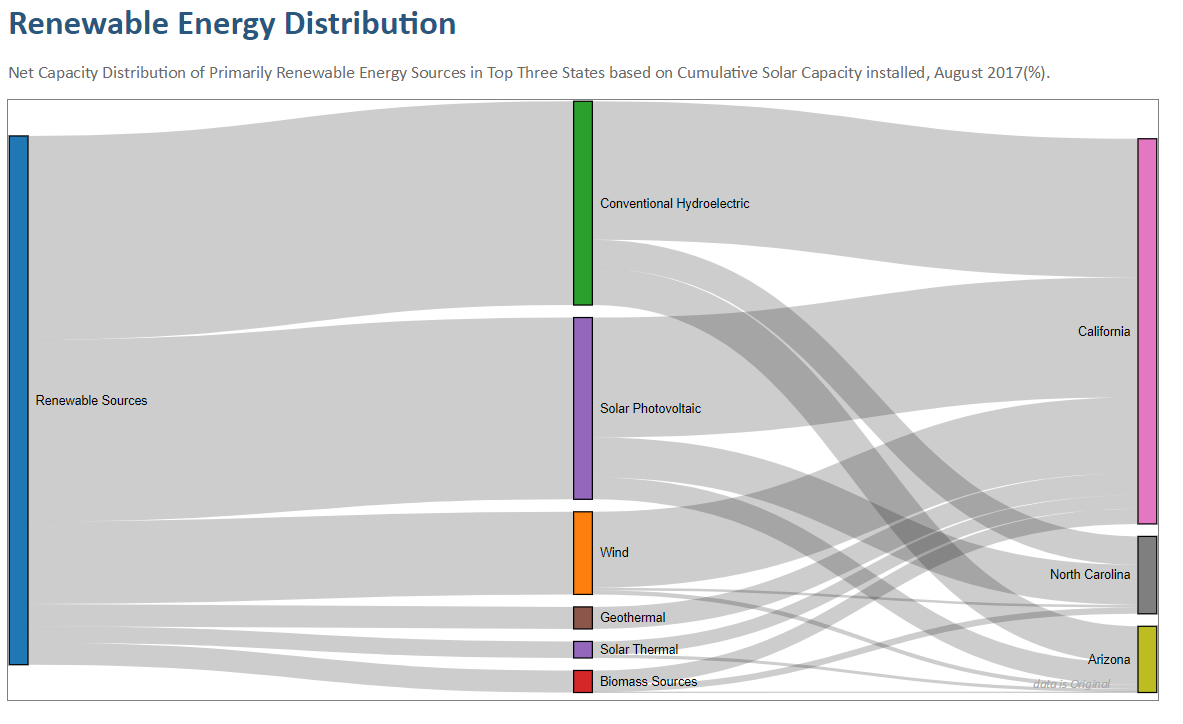 Renewable Energy Distribution
Net Capacity Distribution of Primarily Renewable Energy Sources in Top Three States based on Cumulative Solar Capacity installed, August 2017(%).
Conventional Hydroelectric
California
Renewable Sources
Solar Photovoltaic
Wind
North Carolina
Geothermal
Solar Thermal
Arizona
Biomass Sources
data is Original